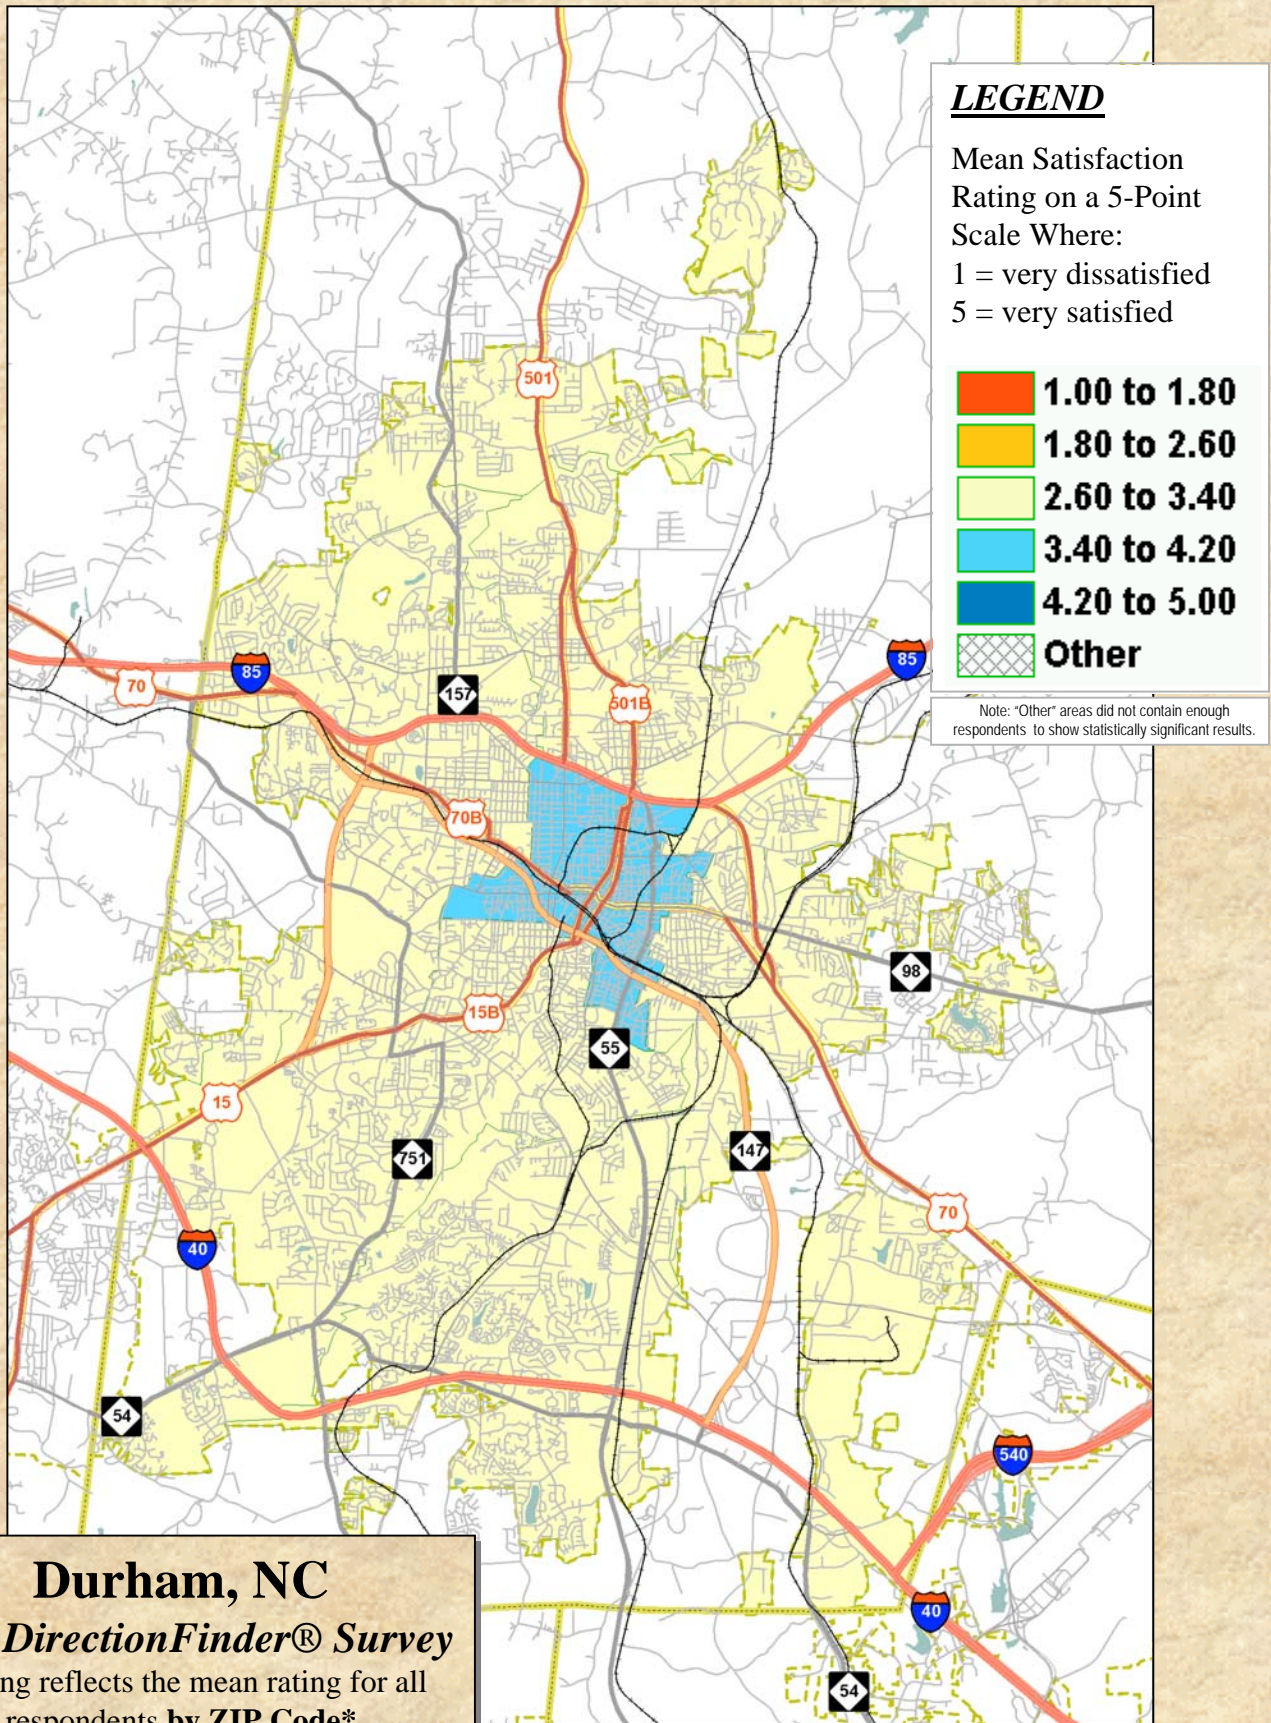 LEGEND
Mean Satisfaction
Rating on a 5-Point
Scale Where:
1 = very dissatisfied
5 = very satisfied
1.00 to 1.80
1.80 to 2.60
2.60 to 3.40
3.40 to 4.20
4.20 to 5.00
Other
Note: "Other" areas did not contain enough
respondents to show statistically significant results.
501
85
85
70
157
501B
70B
98
15B
55
15
751
147
70
40
54
540
40
54
Durham, NC
DirectionFinder® Survey
ng reflects the mean rating for all
respondents by ZIP Code*